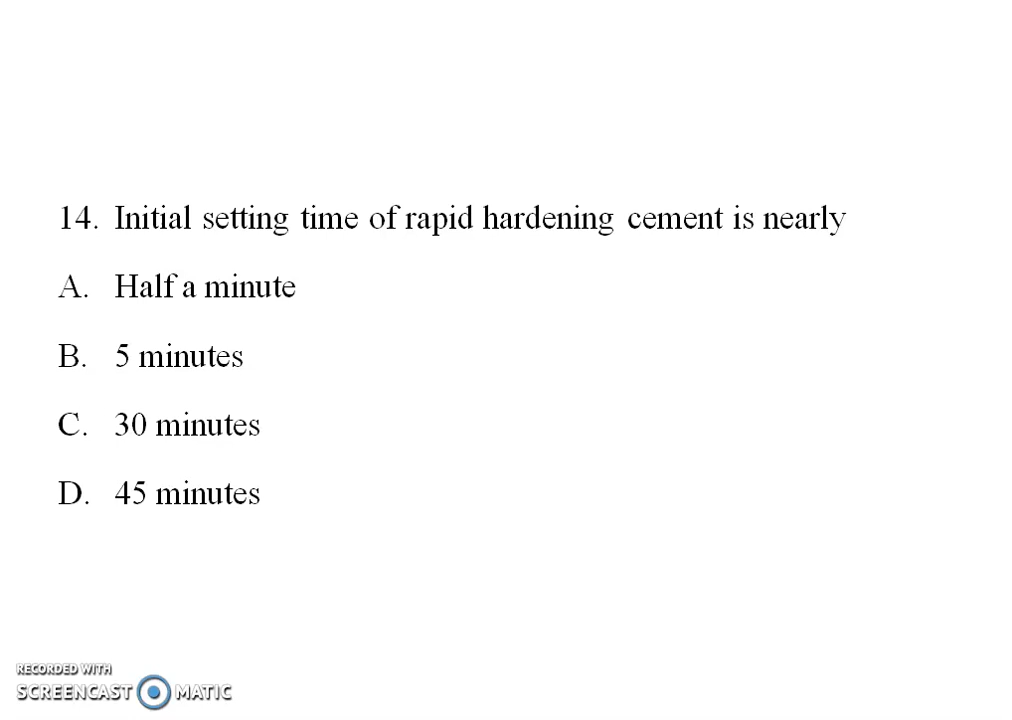 14. Initial setting time of rapid hardening cement is nearly
A. Half a minute
B. 5 minutes
C. 30 minutes
D. 45 minutes
RECORDED WITH
SCREENCAST MATIC